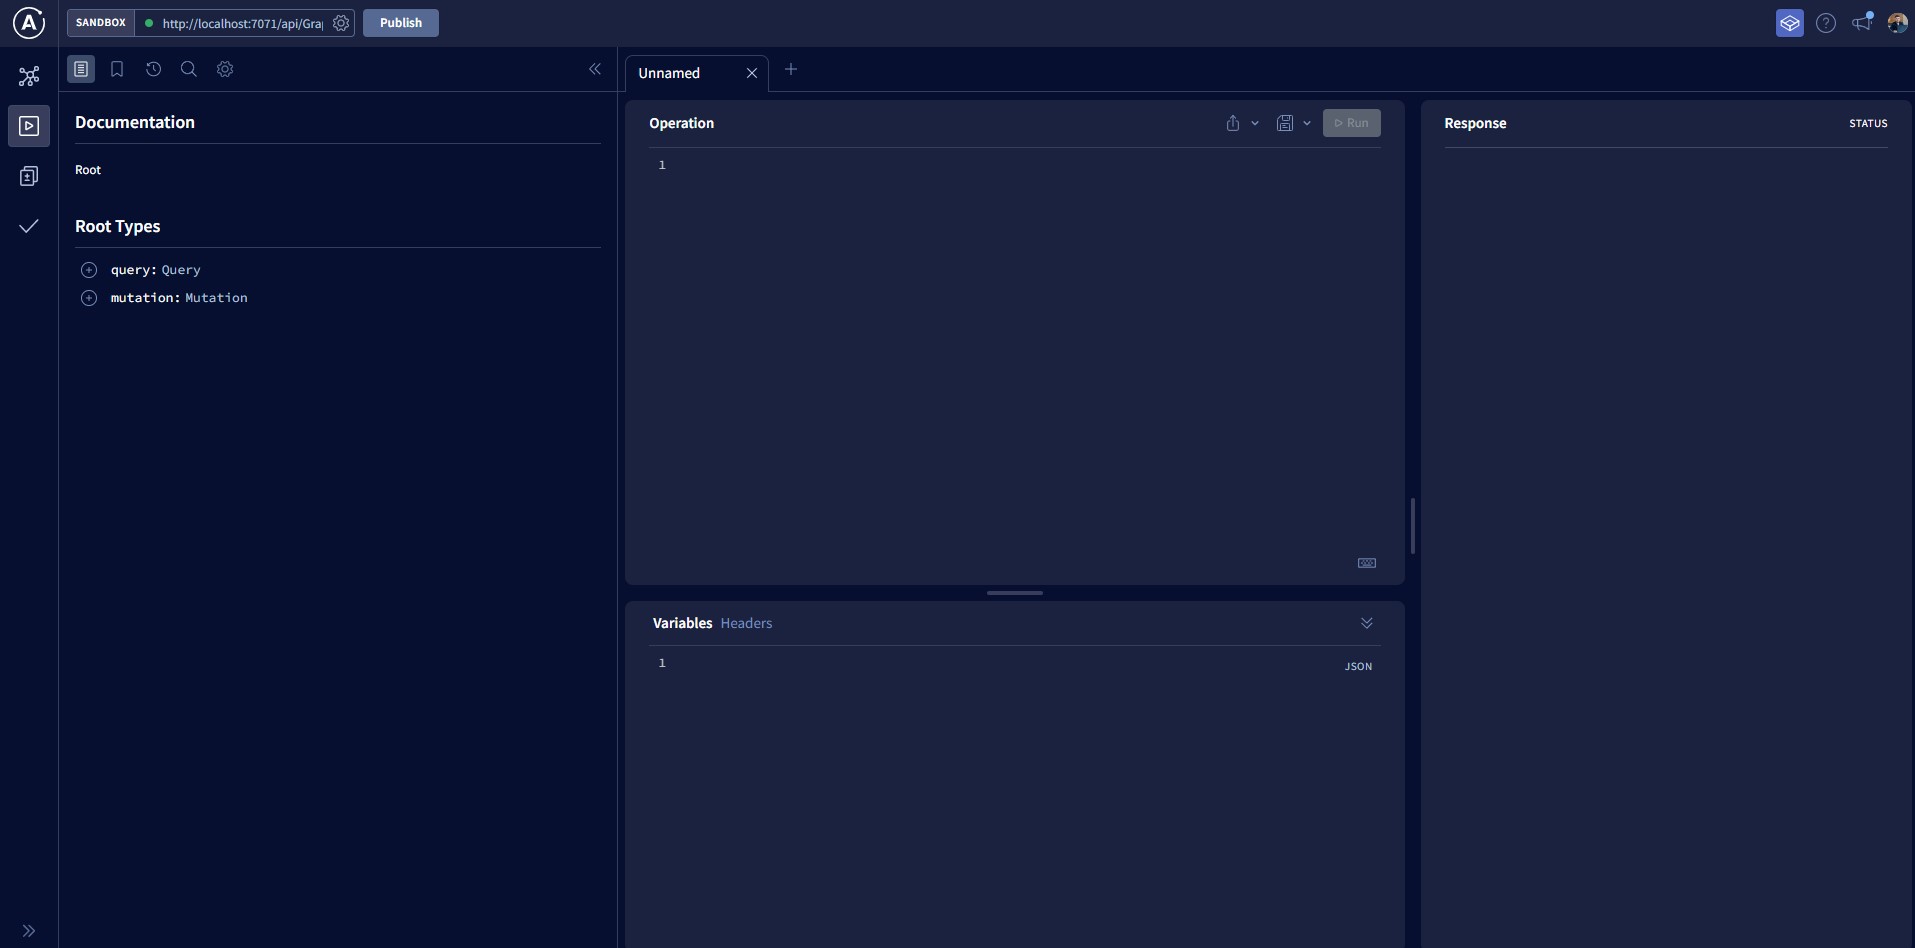 A
SANDBOX
http://localhost:7071/api/Gra
Publish
?
Unnamed
Documentation
Root
Root Types
query: Query
mutation: Mutation
Operation
Run
1
Variables Headers
1
JSON
Response
STATUS